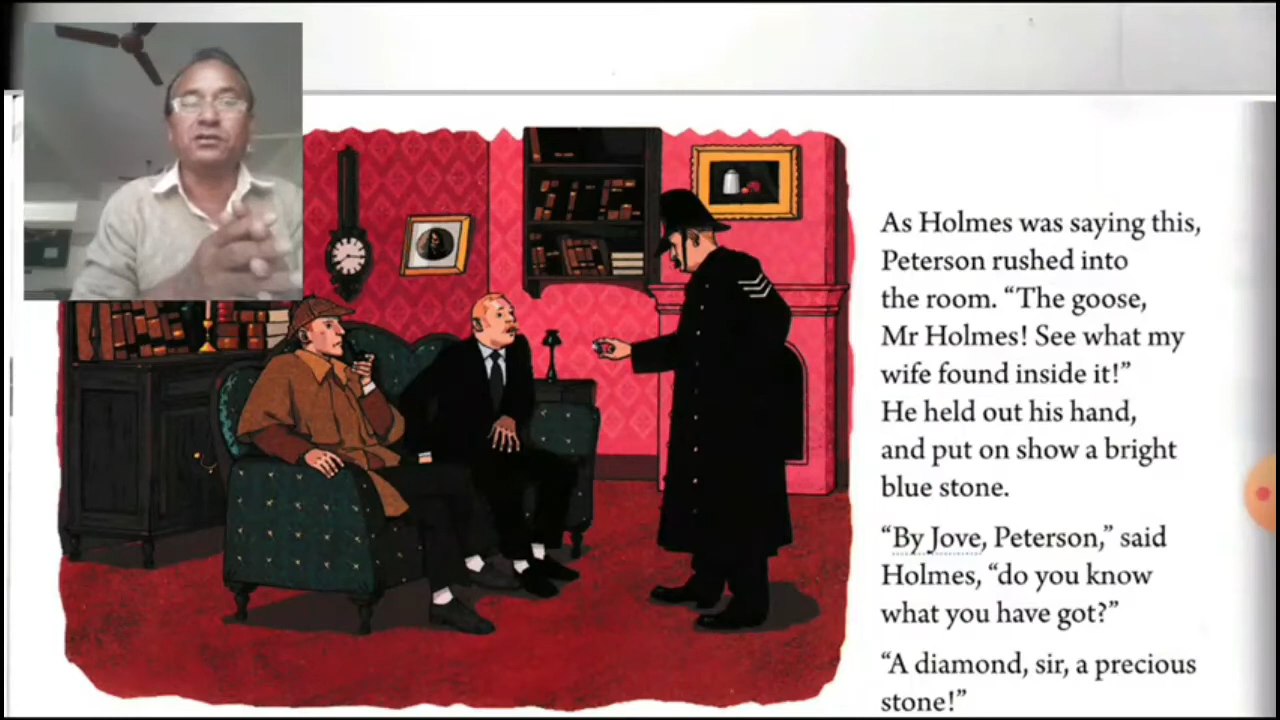 As Holmes was saying this,
Peterson rushed into
the room. “The goose,
Mr Holmes! See what my
wife found inside it!”
He held out his hand,
and put on show a bright
blue stone.
“By Jove, Peterson,” said
Holmes, “do you know
what you have got?”
“A diamond, sir, a precious
stone!”